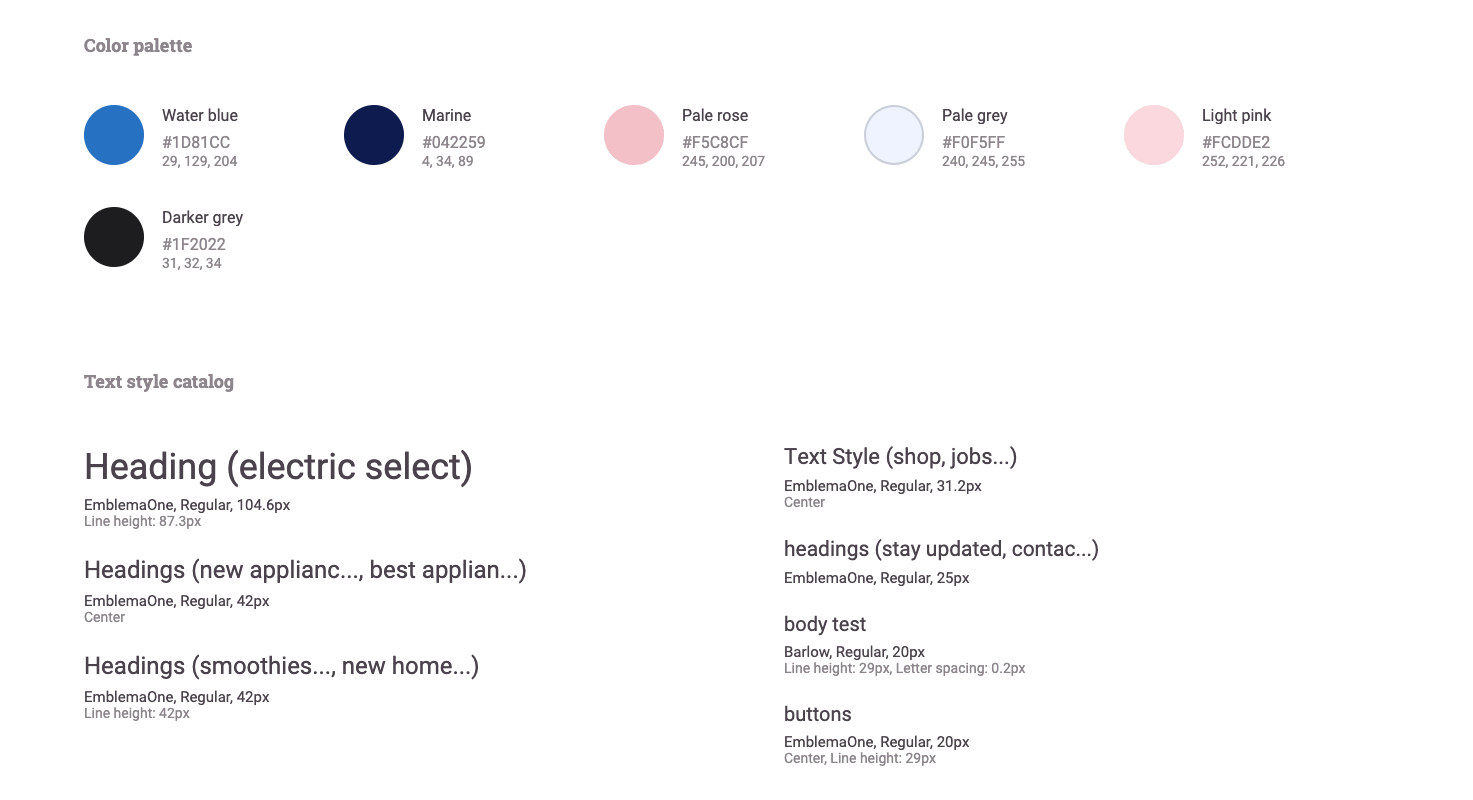 Color palette
Water blue
#1D81CC
29, 129, 204
Marine
#042259
4, 34, 89
Pale rose
#F5C8CF
245, 200, 207
Pale grey
#F0F5FF
240, 245, 255
Light pink
#FCDDE2
252, 221, 226
Darker grey
#1F2022
31, 32, 34
Text style catalog
Heading (electric select)
EmblemaOne, Regular, 104.6px
Line height: 87.3px
Headings (new applianc..., best applian...)
EmblemaOne, Regular, 42px
Center
Headings (smoothies..., new home...)
EmblemaOne, Regular, 42px
Line height: 42px
Text Style (shop, jobs...)
EmblemaOne, Regular, 31.2px
Center
headings (stay updated, contac...)
EmblemaOne, Regular, 25px
body test
Barlow, Regular, 20px
Line height: 29px, Letter spacing: 0.2px
buttons
EmblemaOne, Regular, 20px
Center, Line height: 29px